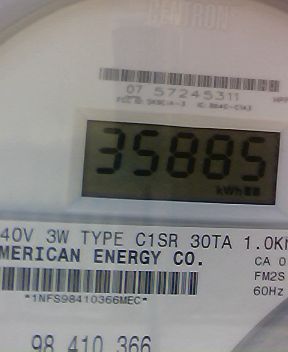 CENTRON
07 57245311
35885
kWh
40V 3W TYPE C1SR 30TA 1.0K
MERICAN ENERGY CO.
CA 0
FM2S
*1NFS98410366MEC*
60Hz
98 410 366